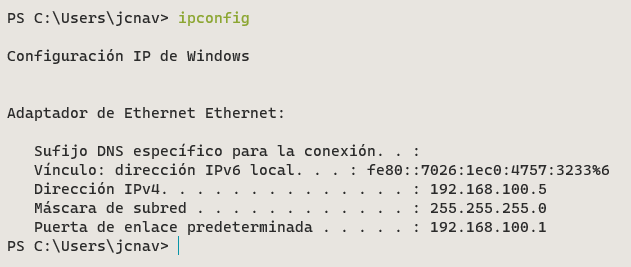 PS C:\Users\jcnav> ipconfig
Configuración IP de Windows
Adaptador de Ethernet Ethernet:
Sufijo DNS específico para la conexión. . :
Vínculo: dirección IPv6 local. . . : fe80::7026:1ec0:4757:3233%6
Dirección IPv4. . . . . . . . . . . . . . : 192.168.100.5
Máscara de subred . . . . . . . . . . . . : 255.255.255.0
Puerta de enlace predeterminada . . . . . : 192.168.100.1
PS C:\Users\jcnav>